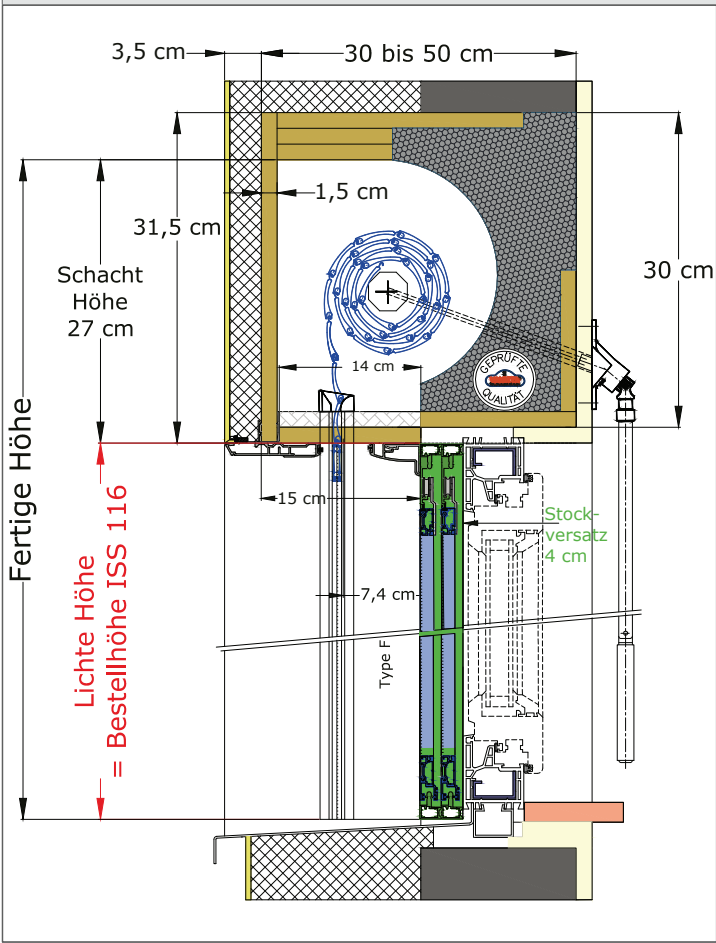 3,5 cm
30 bis 50 cm
1,5 cm
31,5 cm
Schacht
Höhe
27 cm
30 cm
14 cm
GEPRÜFTE
QUALITÄT
Fertige Höhe
15 cm
Stock-
versatz
4 cm
Lichte Höhe
= Bestellhöhe ISS 116
7,4 cm
Type F